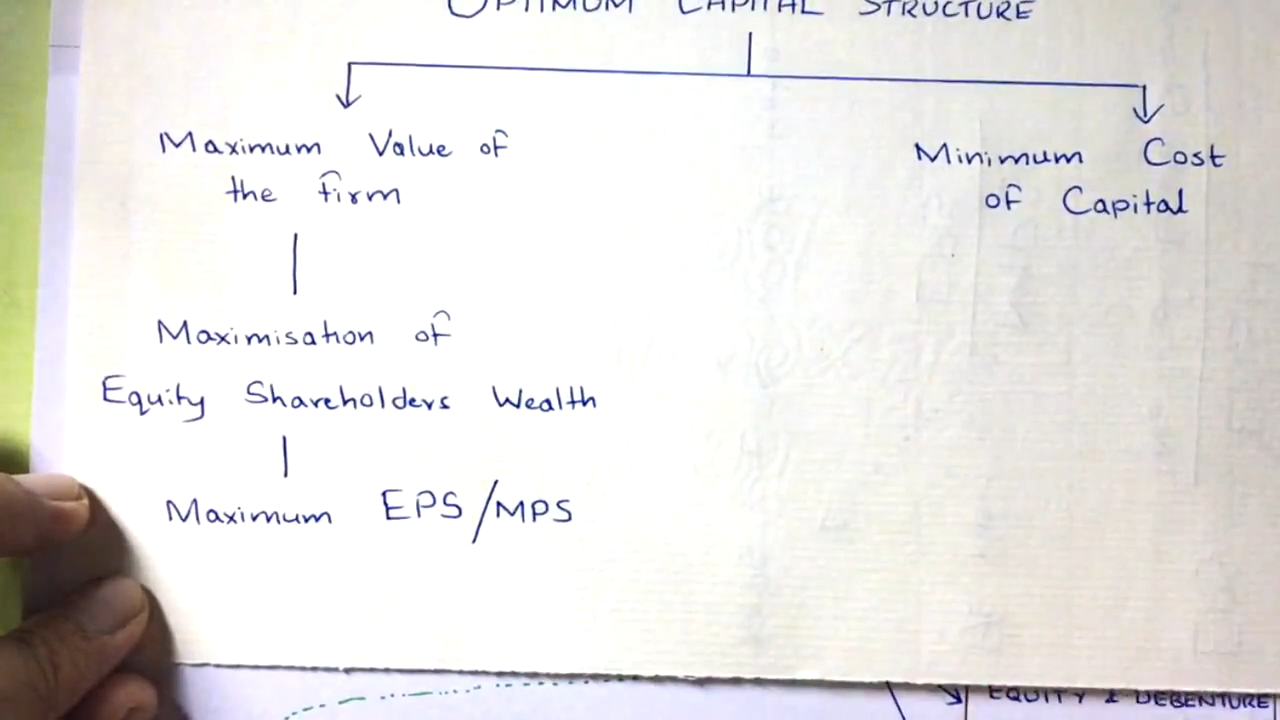 OPTIMUM CAPITAL STRUCTURE
Maximum Value of
the firm
Minimum Cost
of Capital
Maximisation of
Equity Shareholders Wealth
Maximum EPS/MPS
EQUITY & DEBENTURE